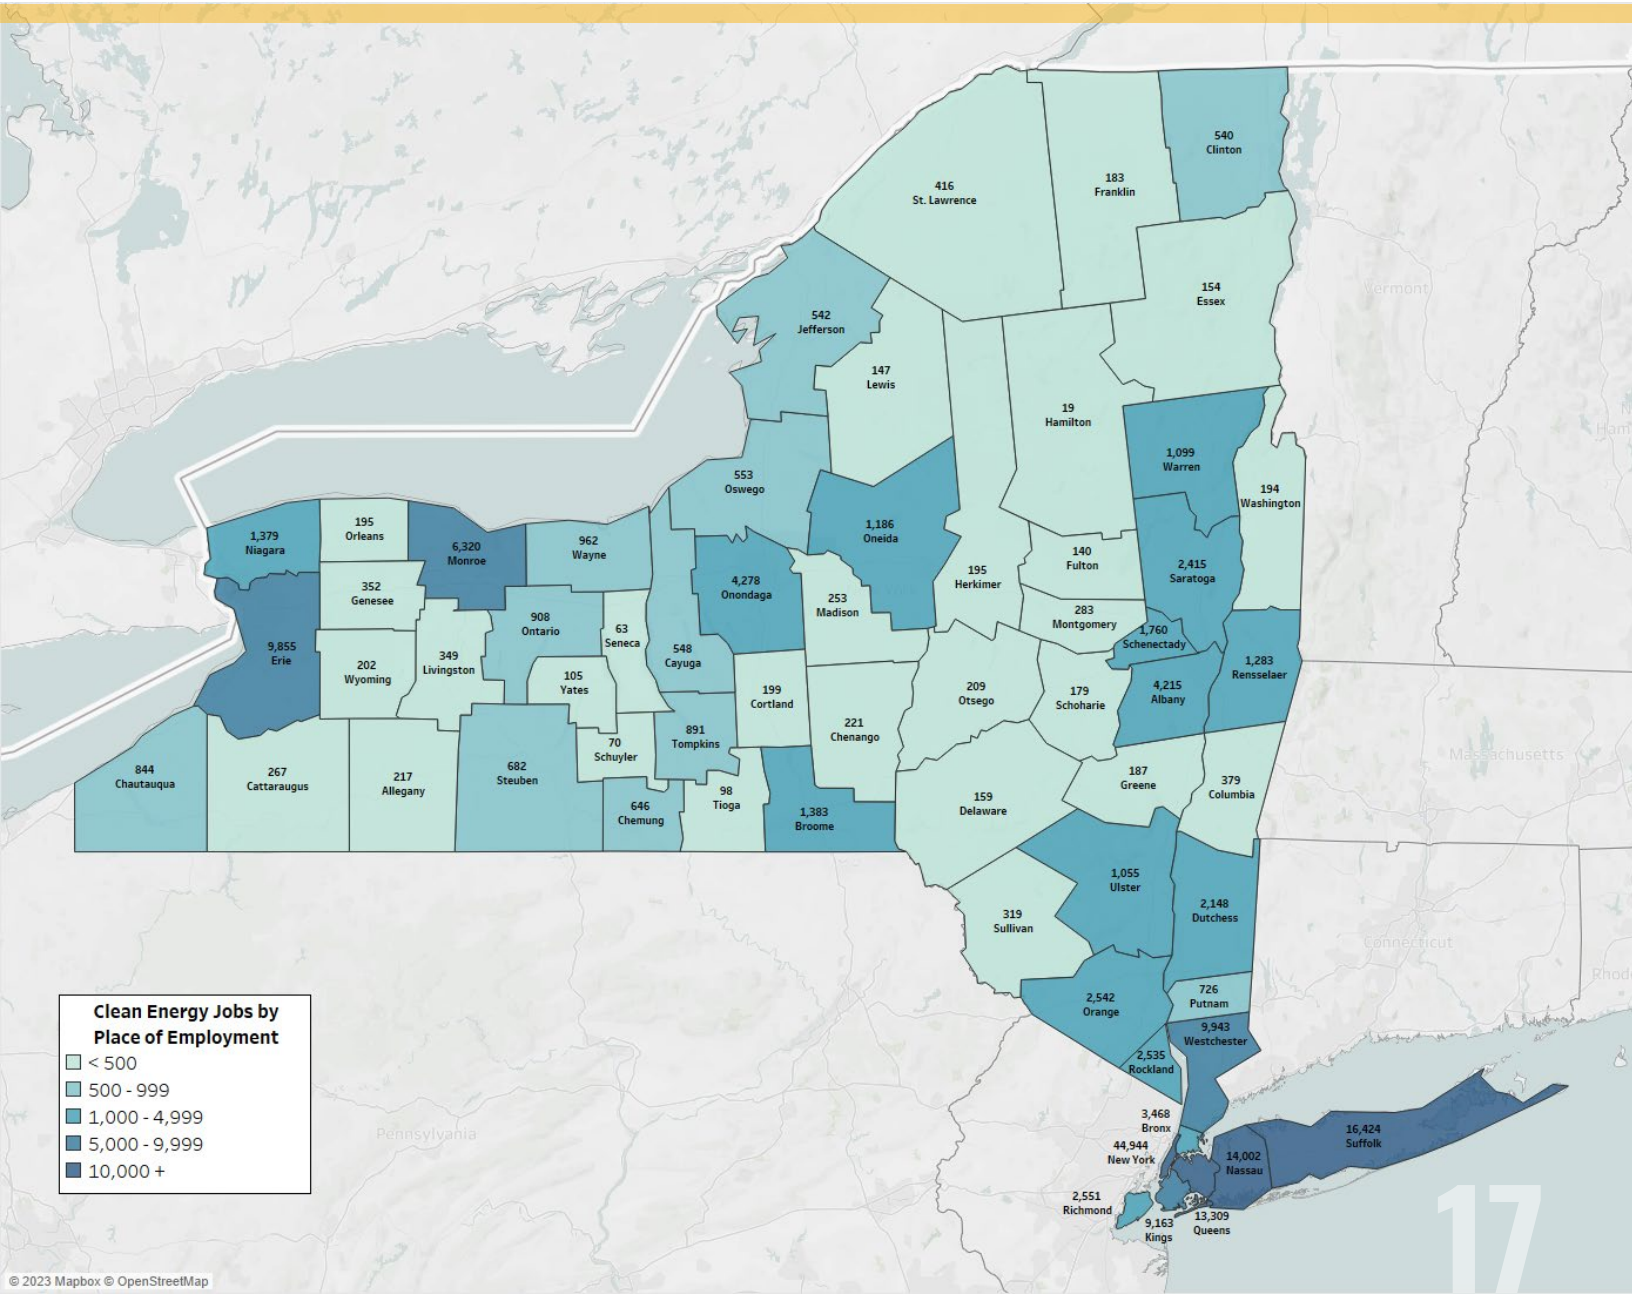 540
Clinton
183
Franklin
416
St. Lawrence
154
Essex
Vermont
542
Jefferson
147
Lewis
19
Hamilton
1,099
Warren
194
Washington
553
Oswego
1,186
Oneida
195
Herkimer
140
Fulton
2,415
Saratoga
1,379
Niagara
195
Orleans
6,320
Monroe
962
Wayne
4,278
Onondaga
253
Madison
283
Montgomery
1,760
Schenectady
352
Genesee
908
Ontario
63
Seneca
548
Cayuga
9,855
Erie
202
Wyoming
349
Livingston
105
Yates
199
Cortland
209
Otsego
179
Schoharie
4,215
Albany
1,283
Rensselaer
891
Tompkins
221
Chenango
70
Schuyler
844
Chautauqua
267
Cattaraugus
217
Allegany
682
Steuben
646
Chemung
98
Tioga
1,383
Broome
159
Delaware
187
Greene
379
Columbia
Massachusetts
1,055
Ulster
2,148
Dutchess
319
Sullivan
Connecticut
2,542
Orange
726
Putnam
9,943
Westchester
2,535
Rockland
3,468
Bronx
44,944
New York
14,002
Nassau
16,424
Suffolk
2,551
Richmond
9,163
Kings
13,309
Queens
Pennsylvania
Clean Energy Jobs by
Place of Employment
< 500
500 - 999
1,000 - 4,999
5,000 - 9,999
10,000 +
17
© 2023 Mapbox © OpenStreetMap